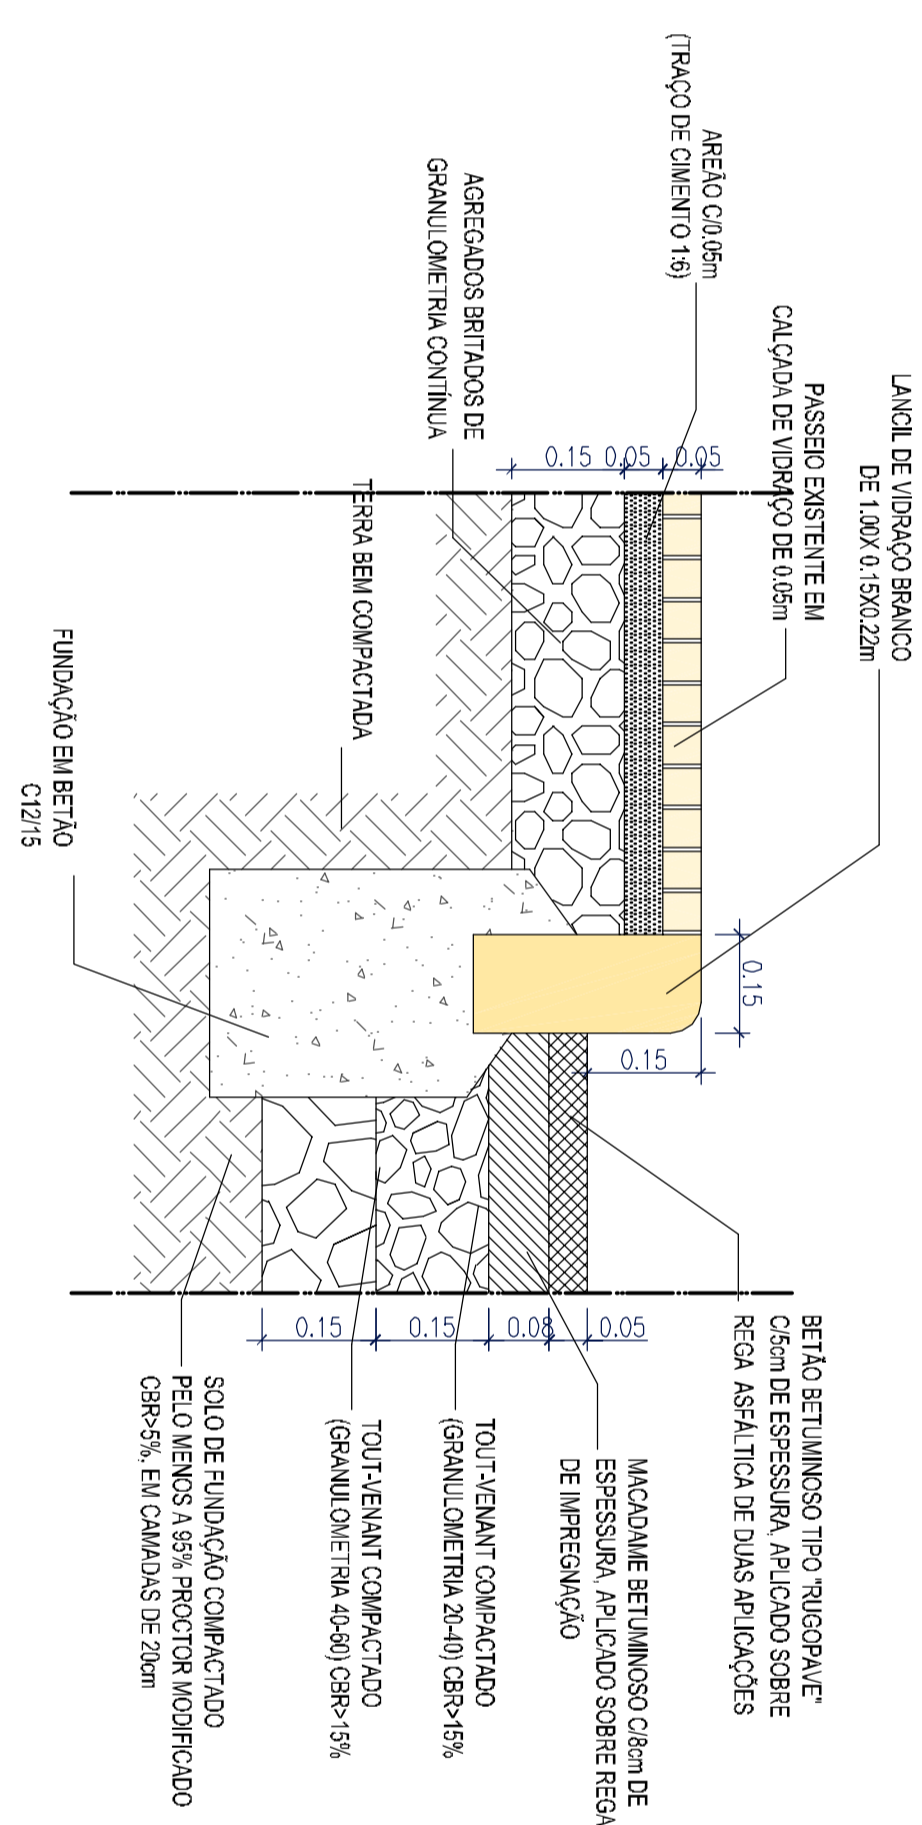 LANCIL DE VIDRAÇO BRANCO
DE 1.00X 0.15X0.22m
PASSEIO EXISTENTE EM
CALÇADA DE VIDRAÇO DE 0.05m
AREÃO C/0.05m
(TRAÇO DE CIMENTO 1:6)
AGREGADOS BRITADOS DE
GRANULOMETRIA CONTÍNUA
TERRA BEM COMPACTADA
FUNDAÇÃO EM BETÃO
C12/15
0.05
0.05
0.15
0.15
0.15
0.05
0.08
0.15
0.15
BETÃO BETUMINOSO TIPO "RUGOPAVE"
C/5cm DE ESPESSURA, APLICADO SOBRE
REGA ASFÁLTICA DE DUAS APLICAÇÕES
MACADAME BETUMINOSO C/8cm DE
ESPESSURA, APLICADO SOBRE REGA
DE IMPREGNAÇÃO
TOUT-VENANT COMPACTADO
(GRANULOMETRIA 20-40) CBR>15%
TOUT-VENANT COMPACTADO
(GRANULOMETRIA 40-60) CBR>15%
SOLO DE FUNDAÇÃO COMPACTADO
PELO MENOS A 95% PROCTOR MODIFICADO
CBR>5%, EM CAMADAS DE 20cm